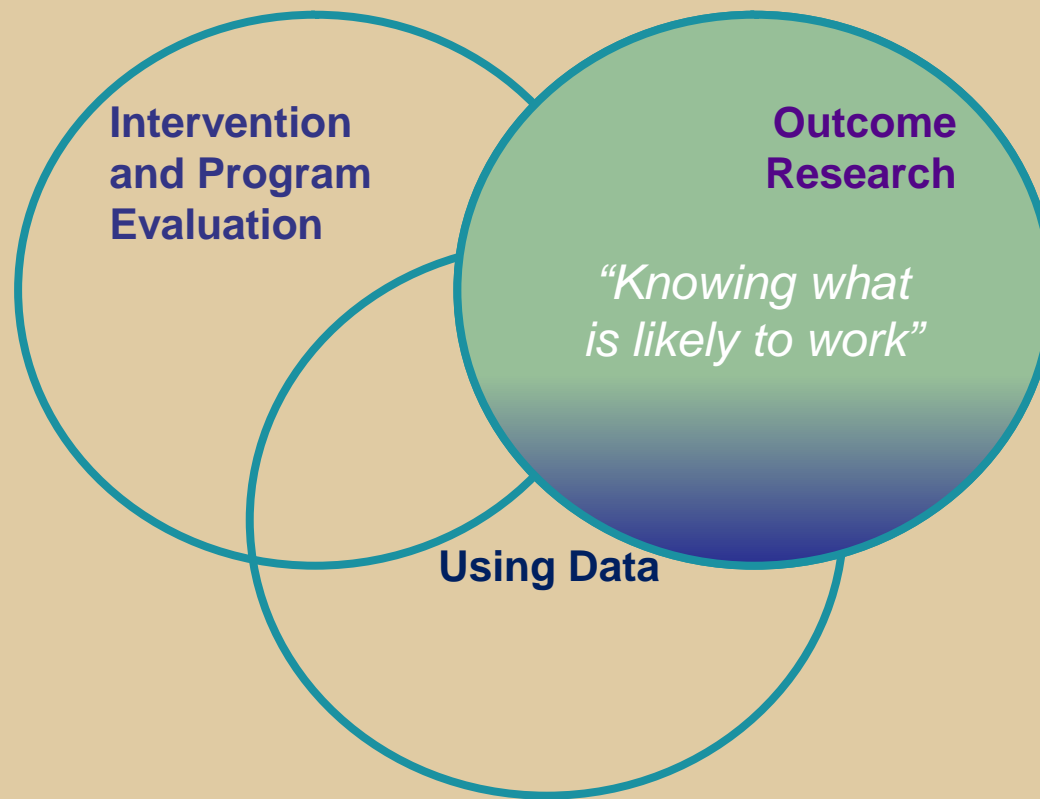 Intervention
and Program
Evaluation
Outcome
Research
“Knowing what
is likely to work”
Using Data